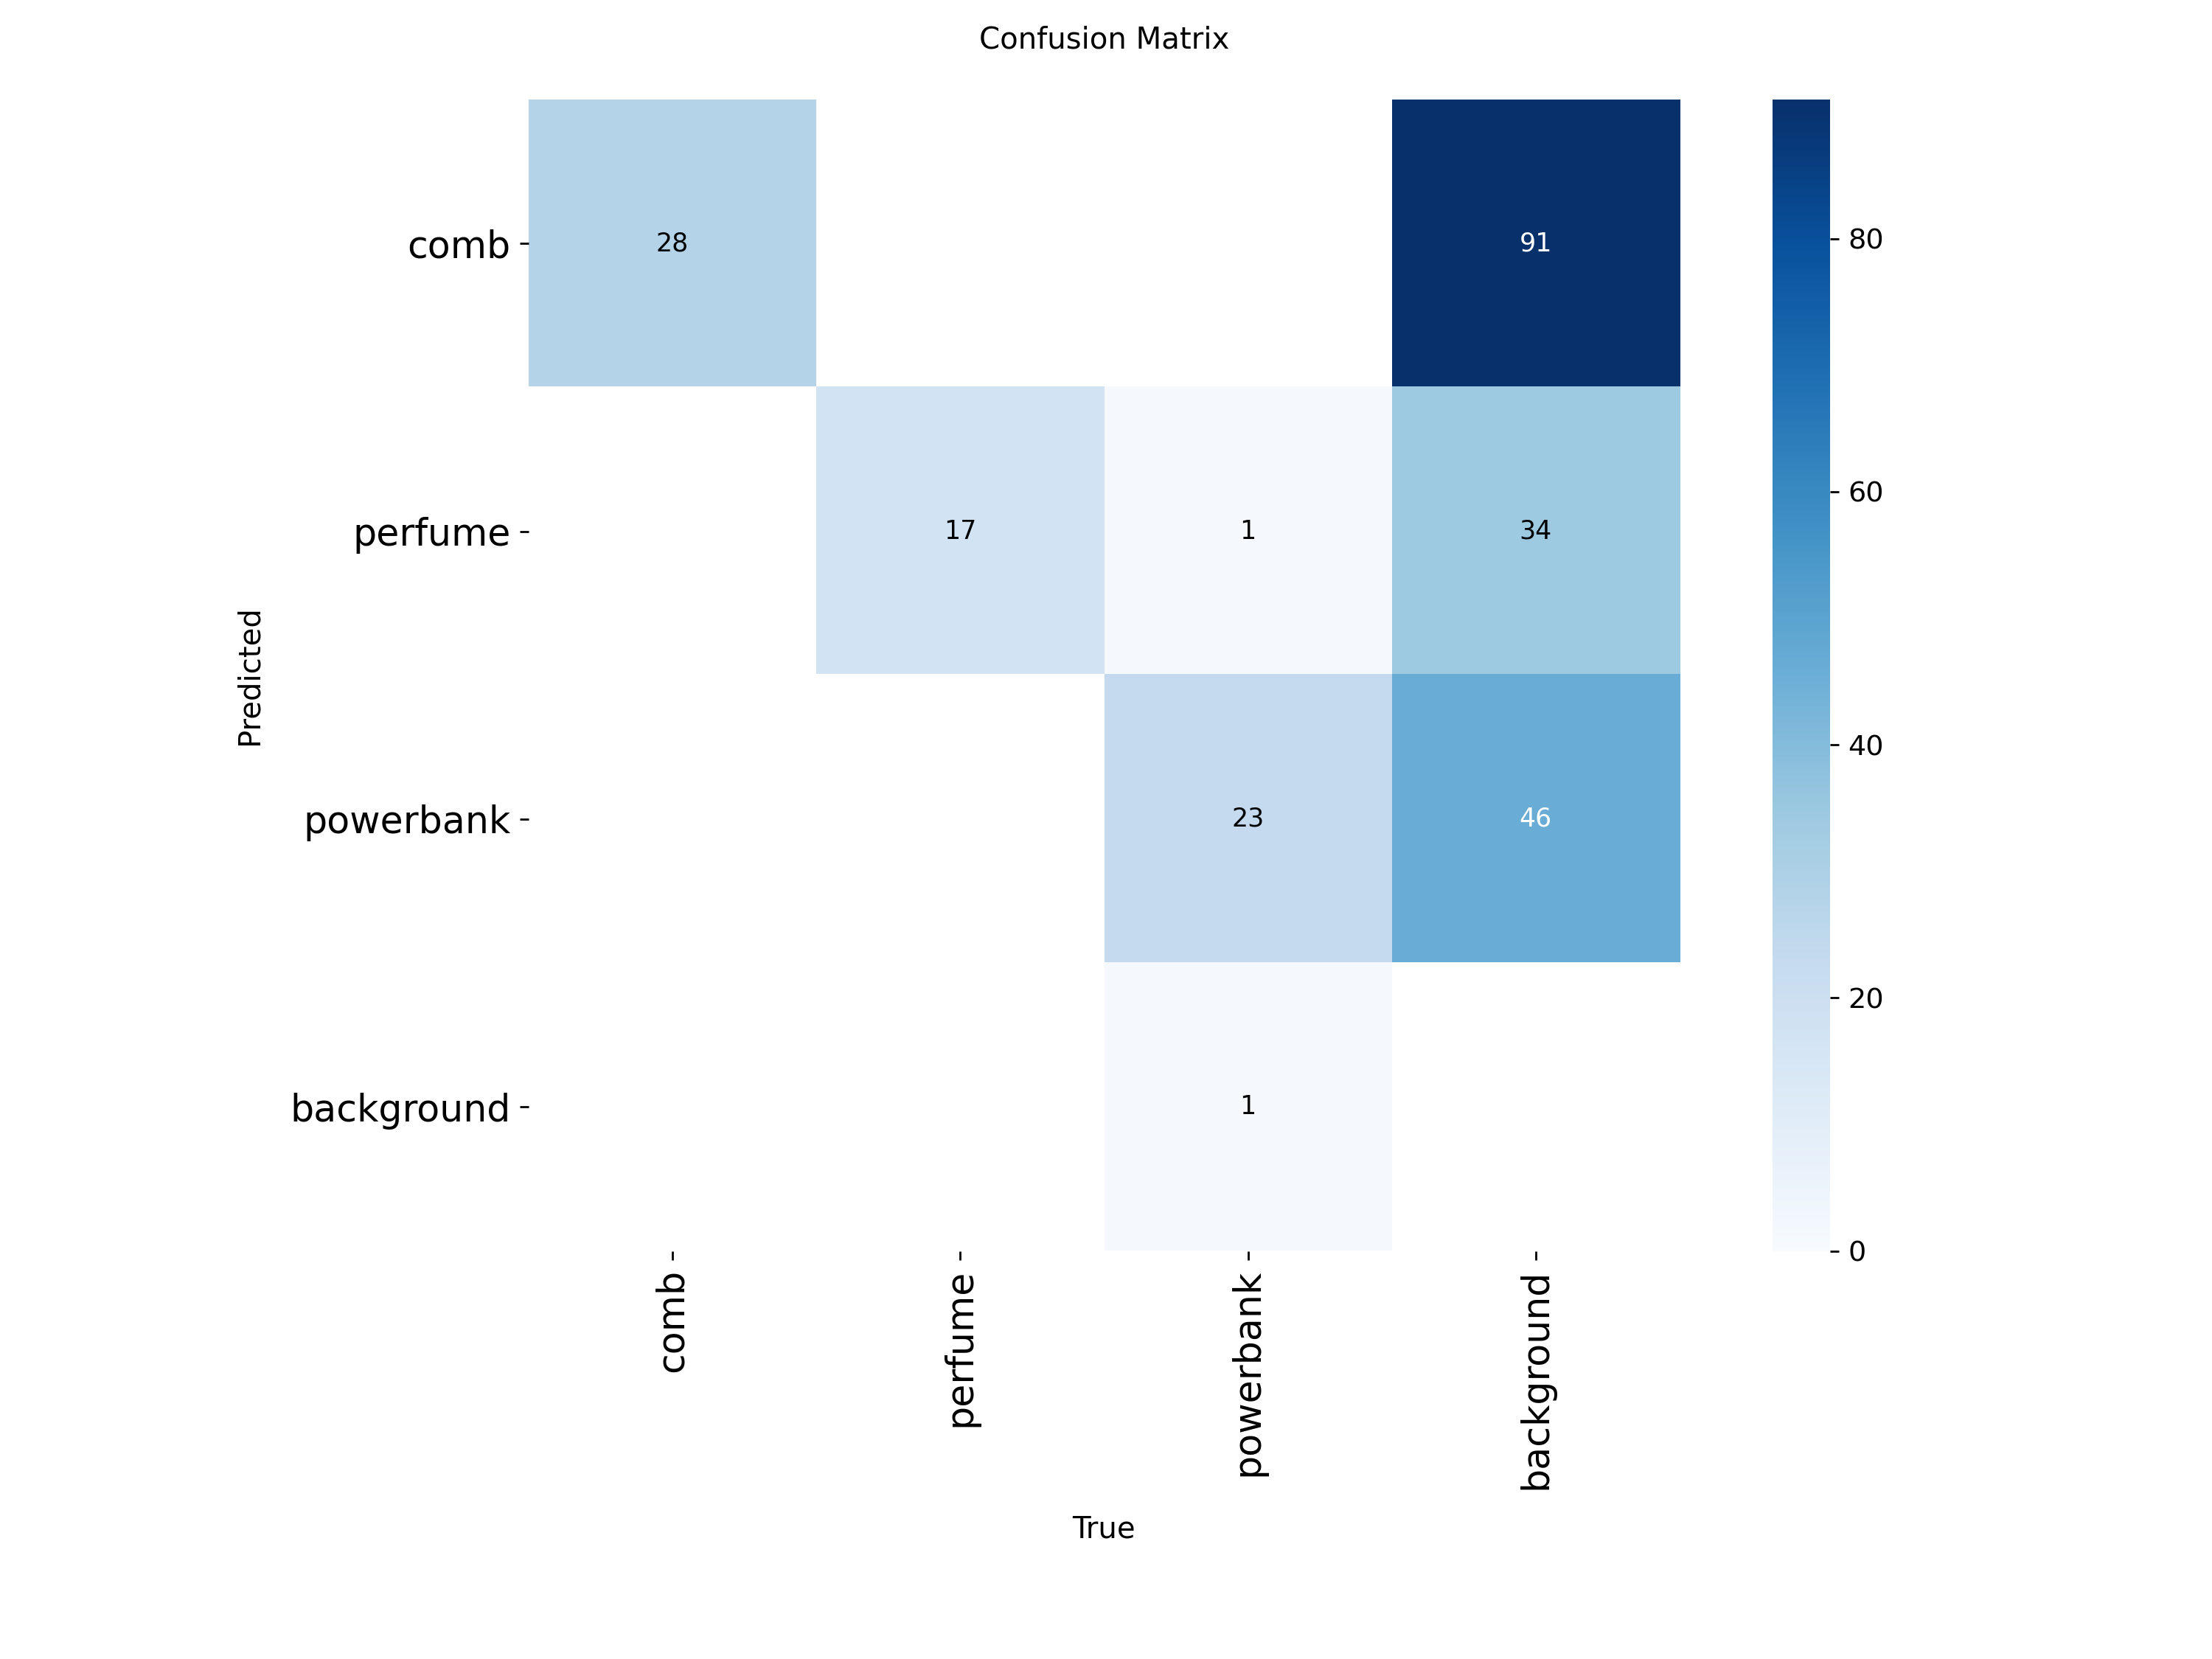 Confusion Matrix
comb
28
91
80
60
perfume
17
1
34
Predicted
40
powerbank
23
46
20
background
1
0
comb
perfume
powerbank
background
True